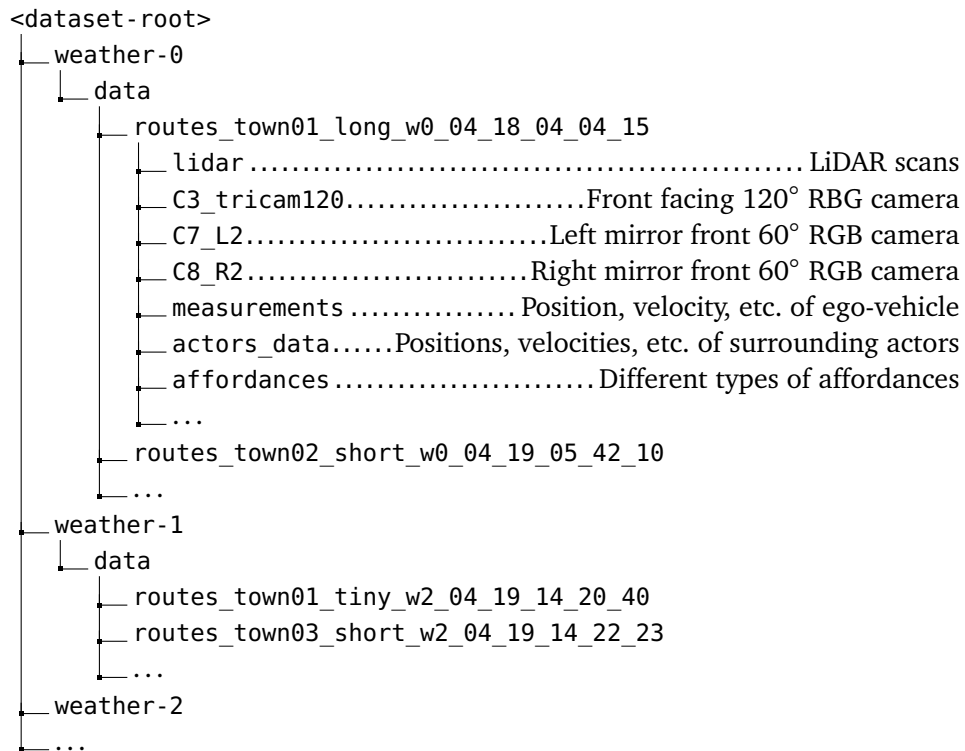 <dataset-root>
weather-0
data
routes_town01_long_w0_04_18_04_04_15
lidar ........................................................ LiDAR scans
C3_tricam120........................Front facing 120° RBG camera
C7_L2..............................Left mirror front 60° RGB camera
C8_R2............................Right mirror front 60° RGB camera
measurements ................. Position, velocity, etc. of ego-vehicle
actors_data......Positions, velocities, etc. of surrounding actors
affordances ..........................Different types of affordances
...
routes_town02_short_w0_04_19_05_42_10
...
weather-1
data
routes_town01_tiny_w2_04_19_14_20_40
routes_town03_short_w2_04_19_14_22_23
...
weather-2
...